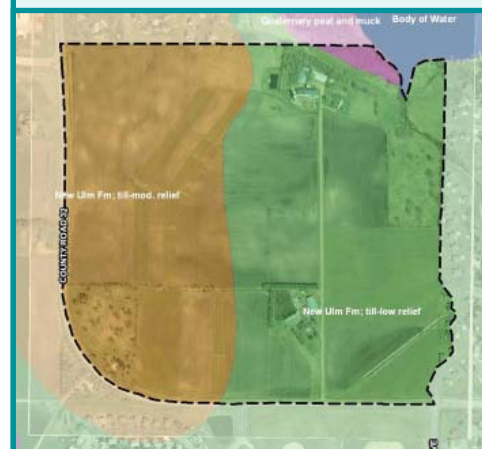 Quaternary peat and muck
Body of Water
New Ulm Fm; till-mod. relief
COUNTY ROAD 32
New Ulm Fm; till-low relief